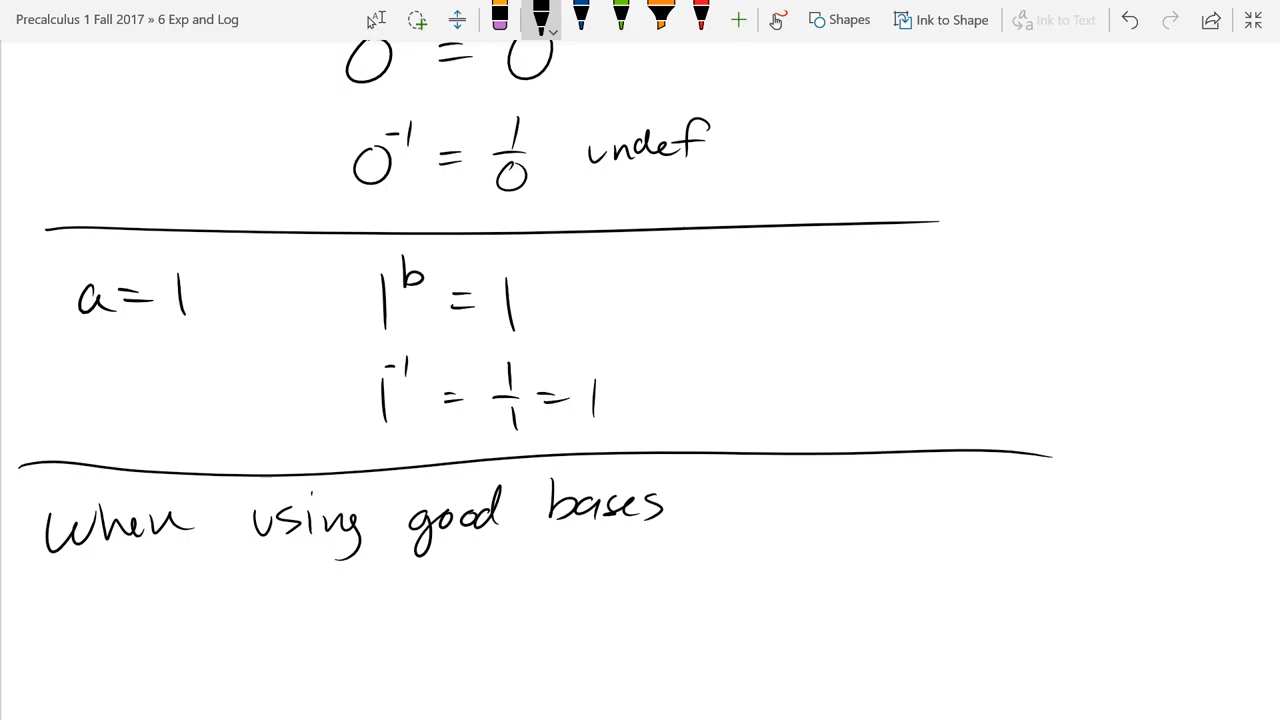 Precalculus 1 Fall 2017 » 6 Exp and Log
Shapes
Ink to Shape
Ink to Text
0 = 0
0⁻¹ = 1/0 undef
a = 1 1ᵇ = 1
1⁻¹ = 1/1 = 1
When using good bases